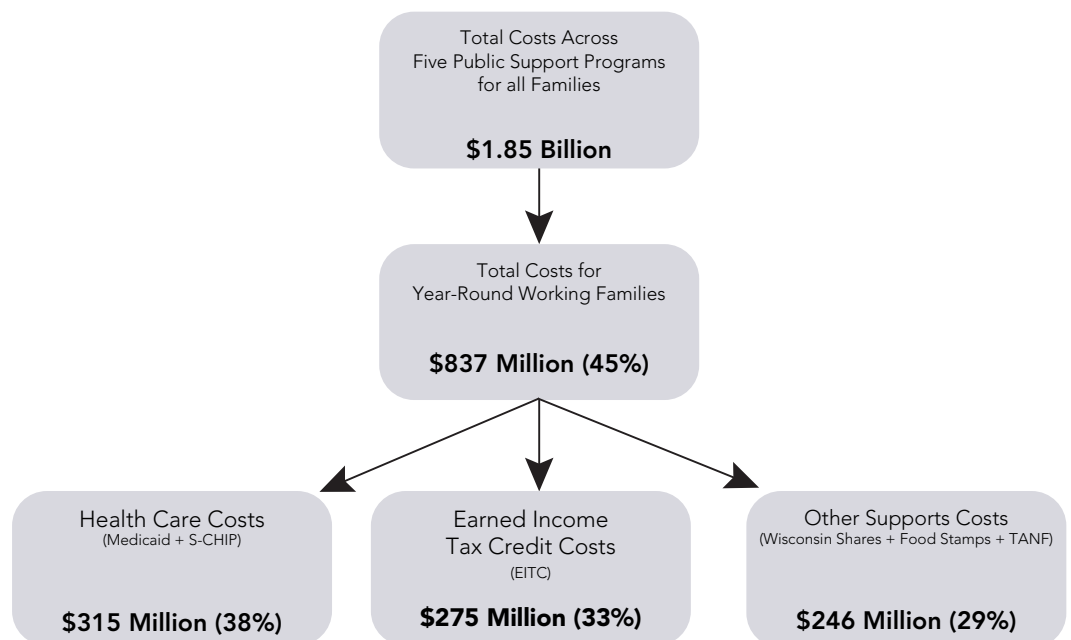 Total Costs Across
Five Public Support Programs
for all Families
$1.85 Billion
Total Costs for
Year-Round Working Families
$837 Million (45%)
Health Care Costs
(Medicaid + S-CHIP)
$315 Million (38%)
Earned Income
Tax Credit Costs
(EITC)
$275 Million (33%)
Other Supports Costs
(Wisconsin Shares + Food Stamps + TANF)
$246 Million (29%)